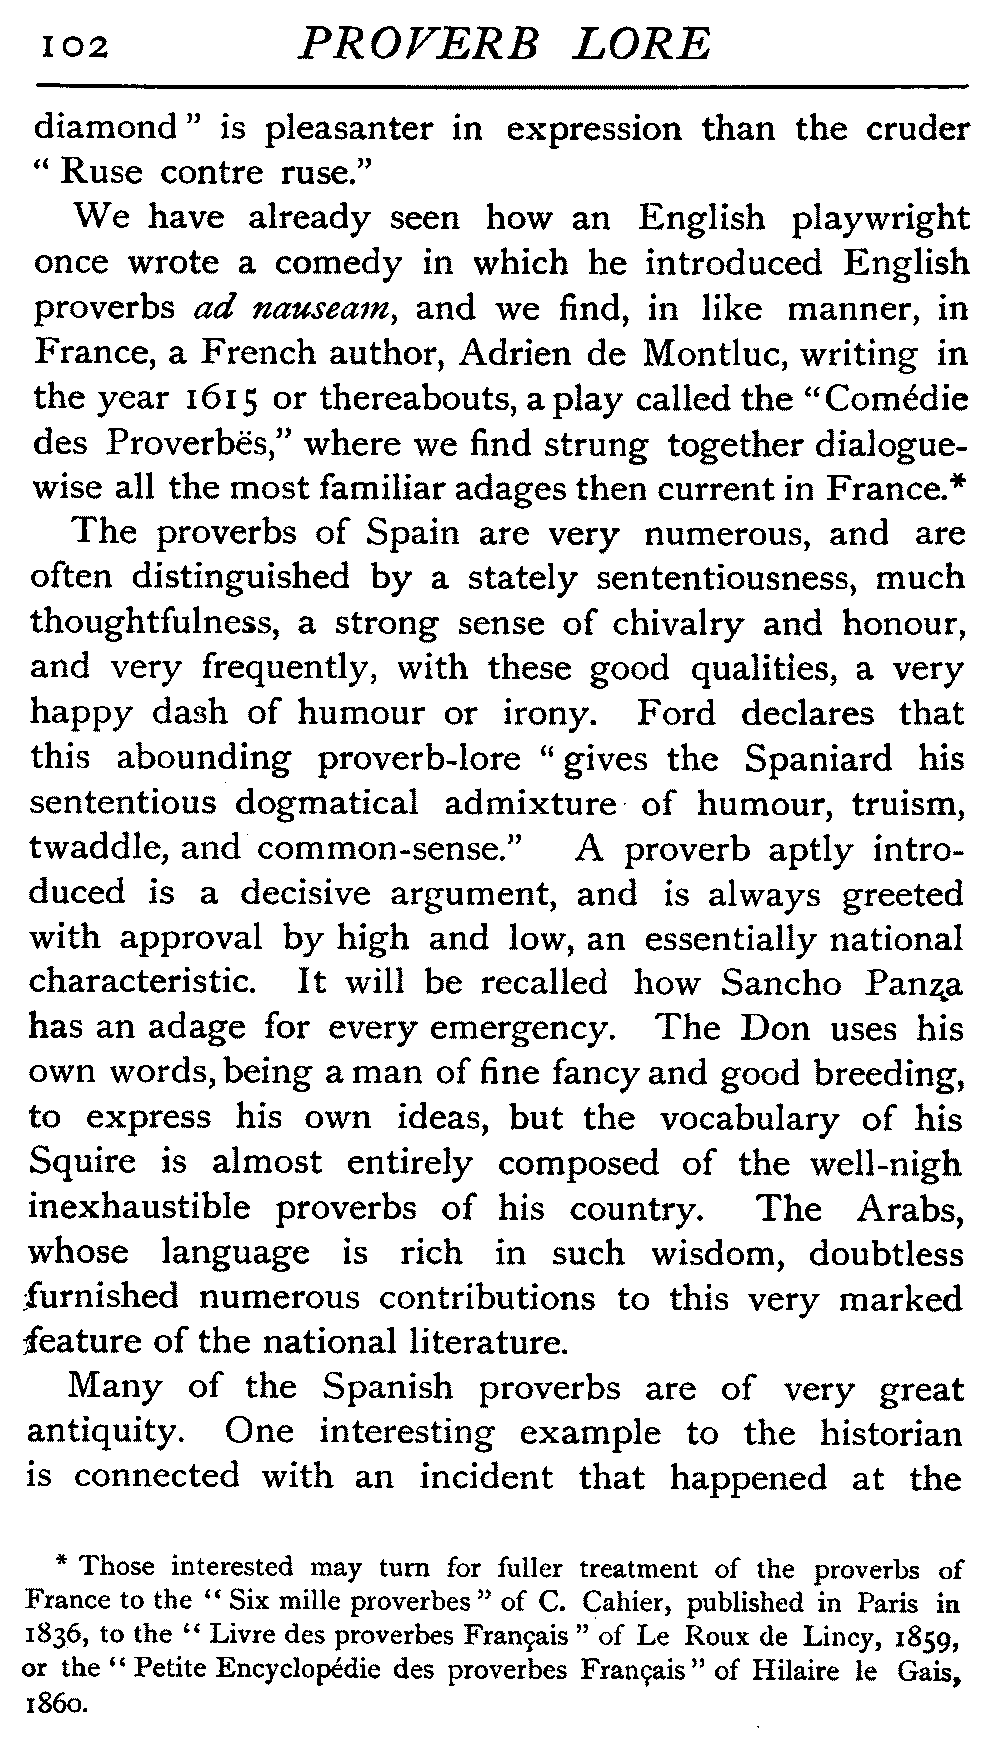 102 PROVERB LORE
diamond" is pleasanter in expression than the cruder
"Ruse contre ruse."
We have already seen how an English playwright
once wrote a comedy in which he introduced English
proverbs ad nauseam, and we find, in like manner, in
France, a French author, Adrien de Montluc, writing in
the year 1615 or thereabouts, a play called the "Comédie
des Proverbës," where we find strung together dialogue-
wise all the most familiar adages then current in France.*
The proverbs of Spain are very numerous, and are
often distinguished by a stately sententiousness, much
thoughtfulness, a strong sense of chivalry and honour,
and very frequently, with these good qualities, a very
happy dash of humour or irony. Ford declares that
this abounding proverb-lore "gives the Spaniard his
sententious dogmatical admixture of humour, truism,
twaddle, and common-sense." A proverb aptly intro-
duced is a decisive argument, and is always greeted
with approval by high and low, an essentially national
characteristic. It will be recalled how Sancho Panza
has an adage for every emergency. The Don uses his
own words, being a man of fine fancy and good breeding,
to express his own ideas, but the vocabulary of his
Squire is almost entirely composed of the well-nigh
inexhaustible proverbs of his country. The Arabs,
whose language is rich in such wisdom, doubtless
furnished numerous contributions to this very marked
feature of the national literature.
Many of the Spanish proverbs are of very great
antiquity. One interesting example to the historian
is connected with an incident that happened at the
* Those interested may turn for fuller treatment of the proverbs of
France to the "Six mille proverbes" of C. Cahier, published in Paris in
1836, to the "Livre des proverbes Français" of Le Roux de Lincy, 1859,
or the "Petite Encyclopédie des proverbes Français" of Hilaire le Gais,
1860.